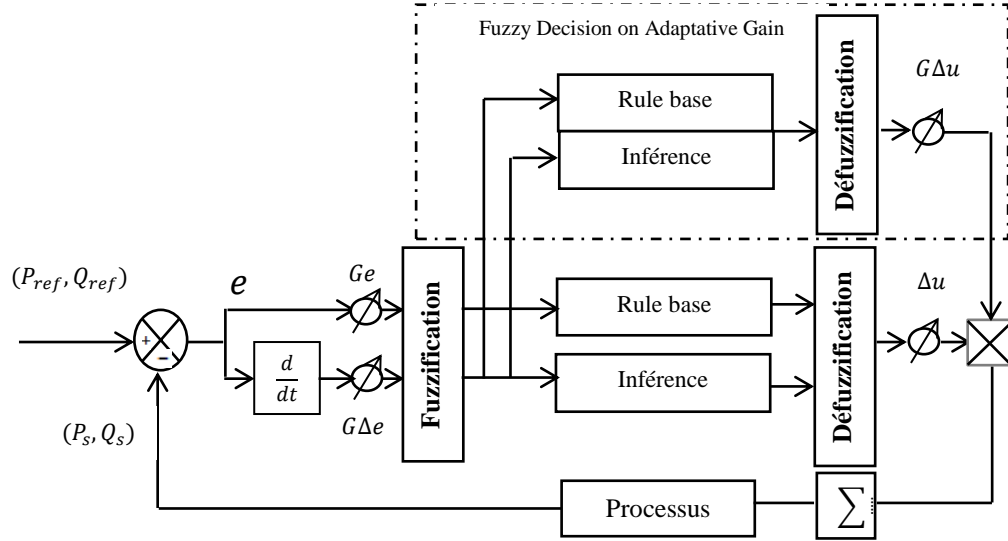 Fuzzy Decision on Adaptative Gain
Rule base
Inférence
Défuzzification
GΔu
(P_ref, Q_ref)
+
−
e
d/dt
Ge
GΔe
Fuzzification
Rule base
Inférence
Défuzzification
Δu
(P_s, Q_s)
Processus
∑